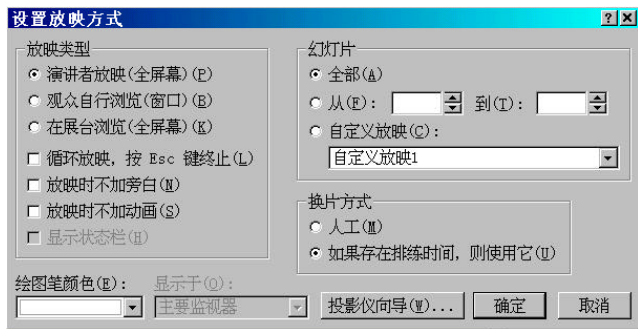 设置放映方式
放映类型
演讲者放映(全屏幕)(P)
观众自行浏览(窗口)(B)
在展台浏览(全屏幕)(K)
循环放映，按 Esc 键终止(L)
放映时不加旁白(N)
放映时不加动画(S)
显示状态栏(H)
幻灯片
全部(A)
从(F)： 到(T)：
自定义放映(C)：
自定义放映1
换片方式
人工(M)
如果存在排练时间，则使用它(U)
绘图笔颜色(E)： 显示于(O)：
主要监视器
投影仪向导(W)... 确定 取消